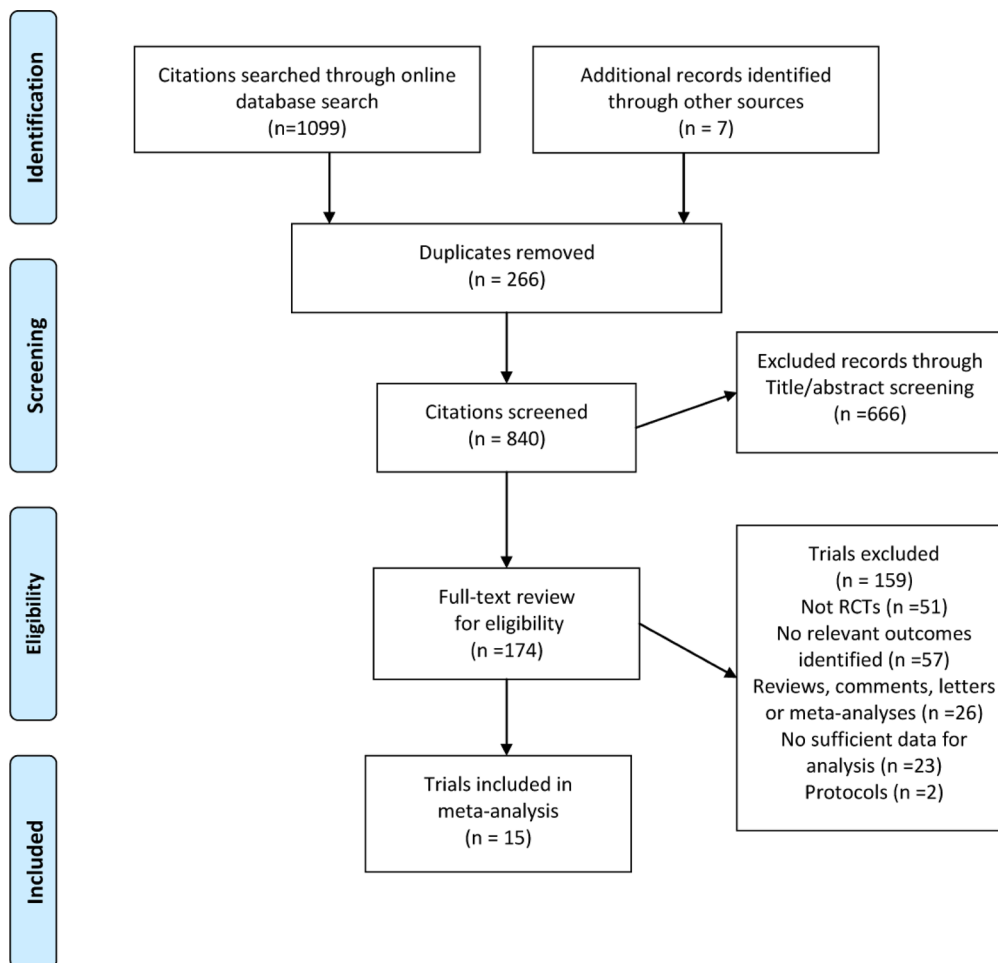 Identification
Citations searched through online
database search
(n=1099)
Additional records identified
through other sources
(n = 7)
Duplicates removed
(n = 266)
Screening
Citations screened
(n = 840)
Excluded records through
Title/abstract screening
(n =666)
Eligibility
Full-text review
for eligibility
(n =174)
Trials excluded
(n = 159)
Not RCTs (n =51)
No relevant outcomes
identified (n =57)
Reviews, comments, letters
or meta-analyses (n =26)
No sufficient data for
analysis (n =23)
Protocols (n =2)
Included
Trials included in
meta-analysis
(n = 15)